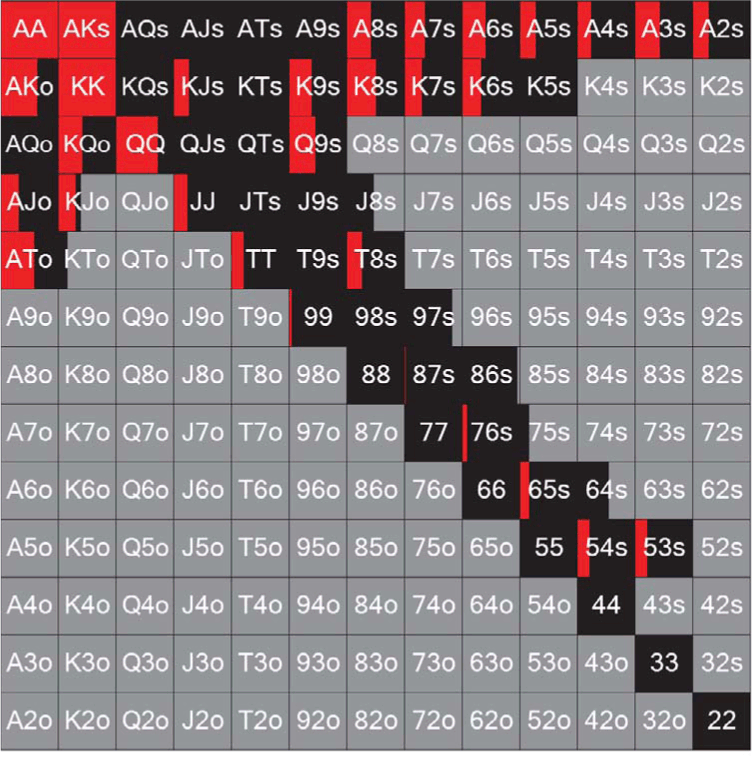 AA AKs AQs AJs ATs A9s A8s A7s A6s A5s A4s A3s A2s
AKo KK KQs KJs KTs K9s K8s K7s K6s K5s K4s K3s K2s
AQo KQo QQ QJs QTs Q9s Q8s Q7s Q6s Q5s Q4s Q3s Q2s
AJo KJo QJo JJ JTs J9s J8s J7s J6s J5s J4s J3s J2s
ATo KTo QTo JTo TT T9s T8s T7s T6s T5s T4s T3s T2s
A9o K9o Q9o J9o T9o 99 98s 97s 96s 95s 94s 93s 92s
A8o K8o Q8o J8o T8o 98o 88 87s 86s 85s 84s 83s 82s
A7o K7o Q7o J7o T7o 97o 87o 77 76s 75s 74s 73s 72s
A6o K6o Q6o J6o T6o 96o 86o 76o 66 65s 64s 63s 62s
A5o K5o Q5o J5o T5o 95o 85o 75o 65o 55 54s 53s 52s
A4o K4o Q4o J4o T4o 94o 84o 74o 64o 54o 44 43s 42s
A3o K3o Q3o J3o T3o 93o 83o 73o 63o 53o 43o 33 32s
A2o K2o Q2o J2o T2o 92o 82o 72o 62o 52o 42o 32o 22